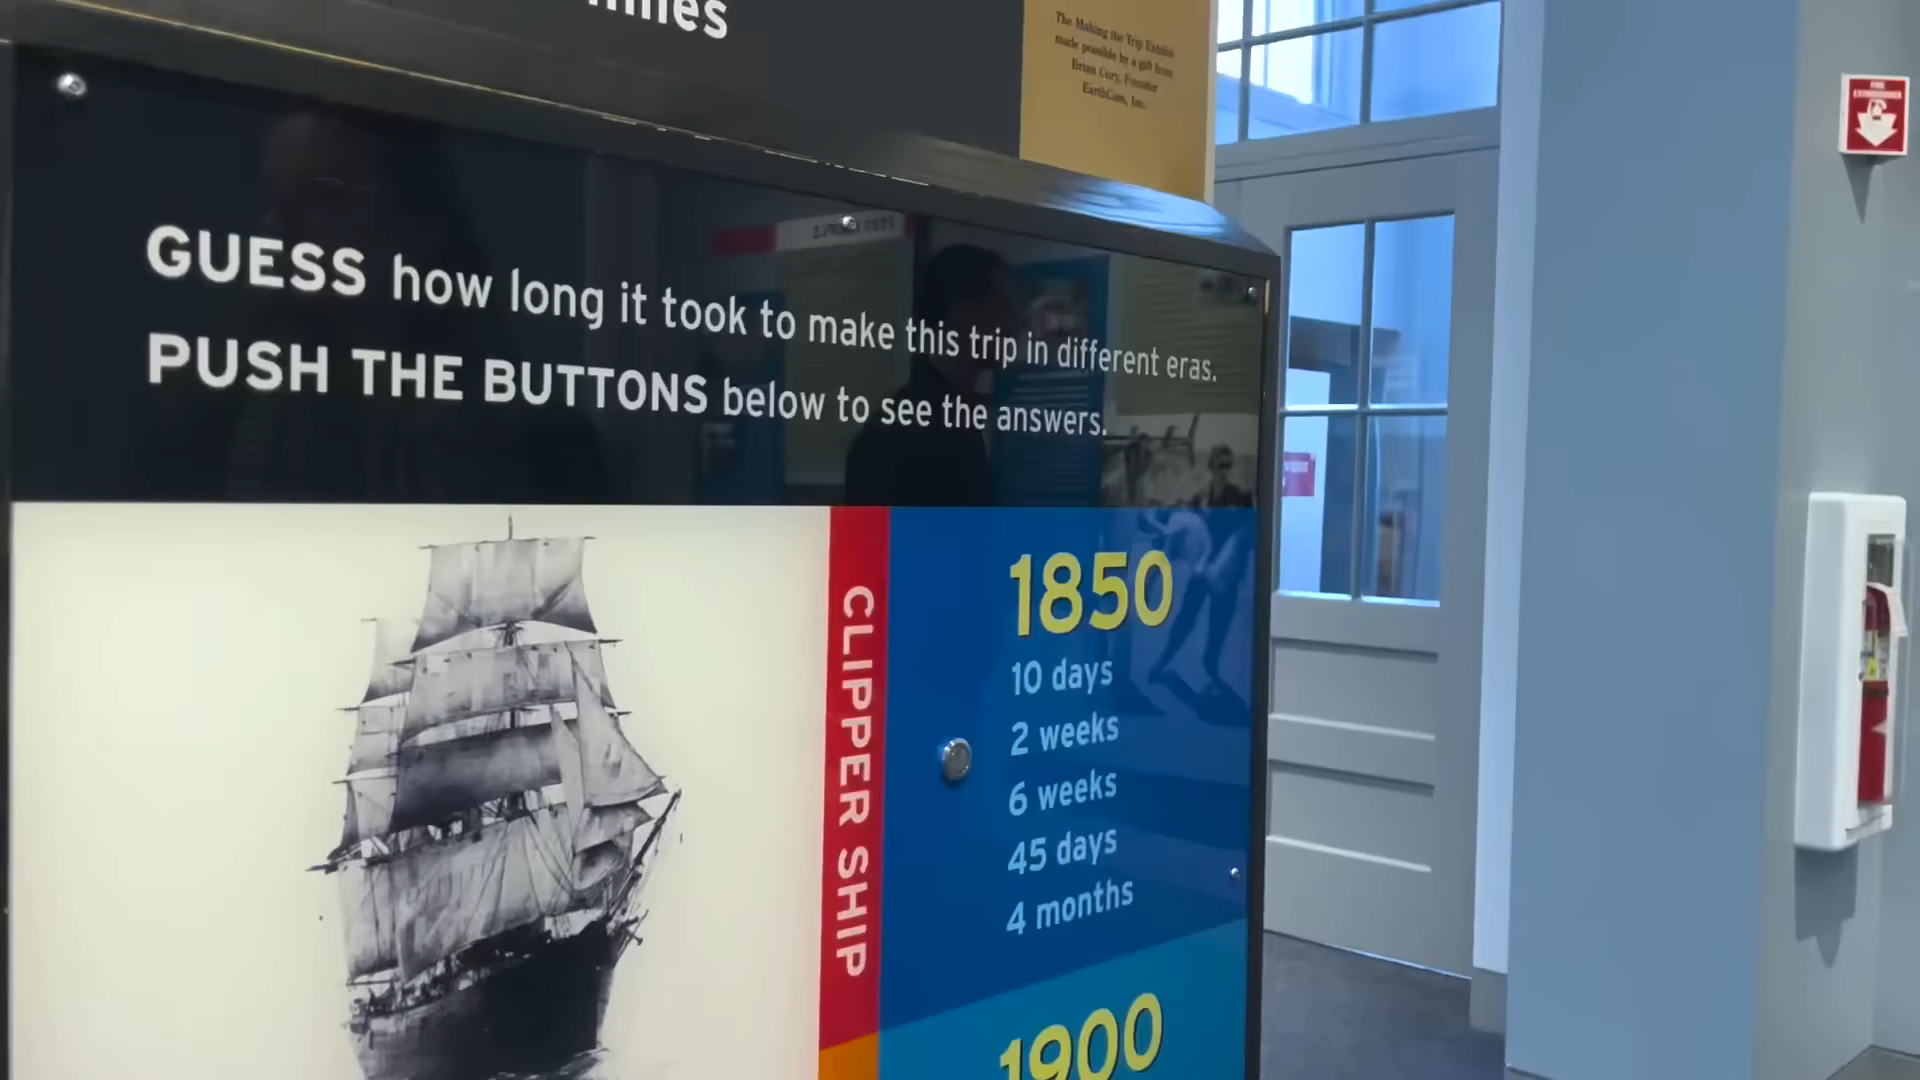 The Making the Trip Exhibit
made possible by a gift from
Brian Cury, Founder
EarthCam, Inc.
GUESS how long it took to make this trip in different eras.
PUSH THE BUTTONS below to see the answers.
CLIPPER SHIP
1850
10 days
2 weeks
6 weeks
45 days
4 months
1900
FIRE
EXTINGUISHER